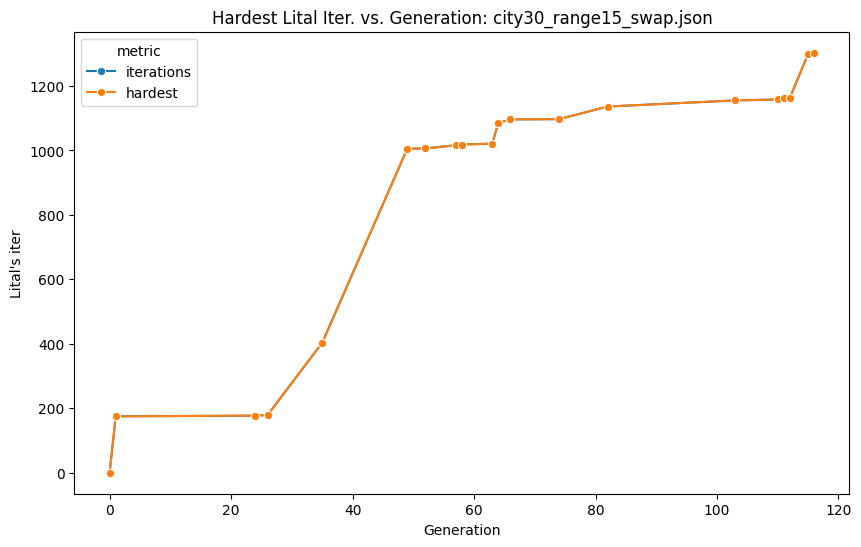 Hardest Lital Iter. vs. Generation: city30_range15_swap.json
metric
iterations
hardest
1200
1000
800
600
400
200
0
Lital's iter
0 20 40 60 80 100 120
Generation